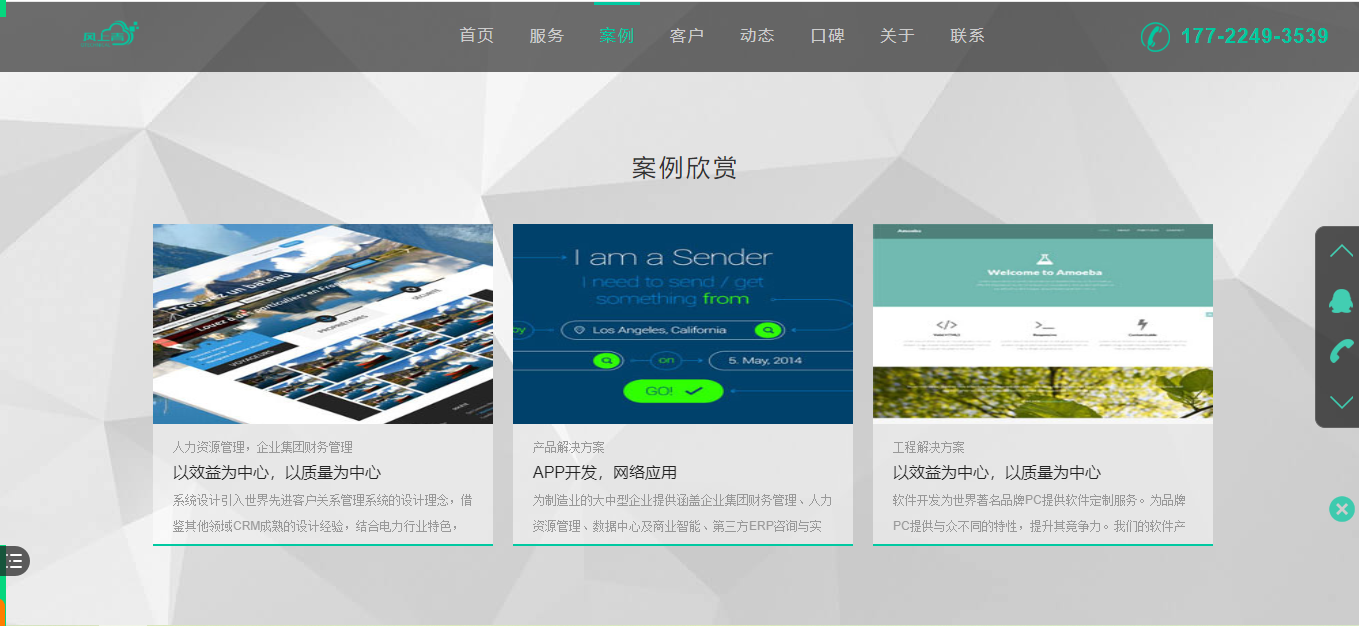 风上青
首页 服务 案例 客户 动态 口碑 关于 联系
177-2249-3539
案例欣赏
Trouvez un bateau
Louez à des particuliers en Fr
VOYAGEURS
PROPRIÉTAIRES
SÉCURITÉ
人力资源管理，企业集团财务管理
以效益为中心，以质量为中心
系统设计引入世界先进客户关系管理系统的设计理念，借
鉴其他领域CRM成熟的设计经验，结合电力行业特色，
I am a Sender
I need to send / get
something from
by
Los Angeles, California
on
5. May, 2014
GO!
产品解决方案
APP开发，网络应用
为制造业的大中型企业提供涵盖企业集团财务管理、人力
资源管理、数据中心及商业智能、第三方ERP咨询与实
Amoeba
Welcome to Amoeba
工程解决方案
以效益为中心，以质量为中心
软件开发为世界著名品牌PC提供软件定制服务。为品牌
PC提供与众不同的特性，提升其竞争力。我们的软件产